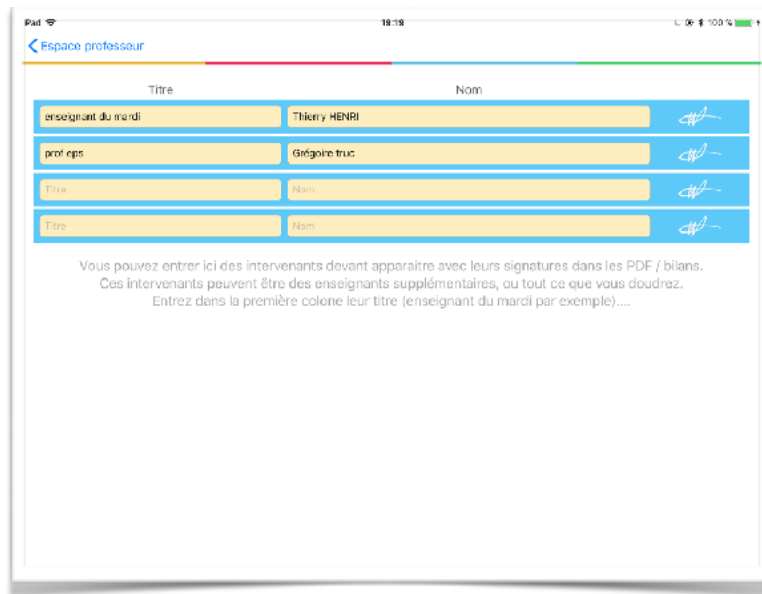 iPad 19:19 100 %
Espace professeur
Titre Nom
enseignant du mardi Thierry HENRI
prof eps Grégoire truc
Titre Nom
Titre Nom
Vous pouvez entrer ici des intervenants devant apparaitre avec leurs signatures dans les PDF / bilans.
Ces intervenants peuvent être des enseignants supplémentaires, ou tout ce que vous doudrez.
Entrez dans la première colone leur titre (enseignant du mardi par exemple)....